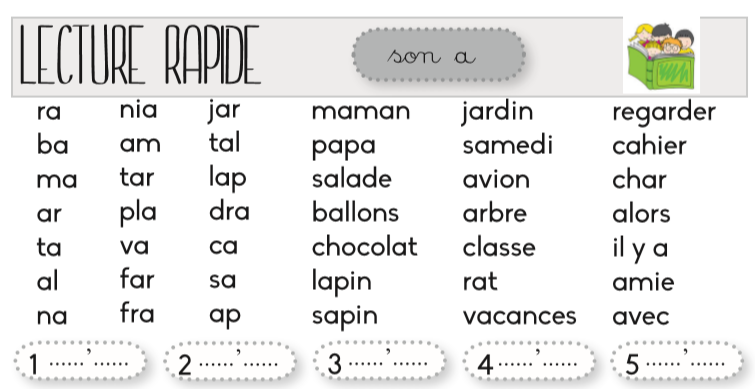 LECTURE RAPIDE son a
ra nia jar maman jardin regarder
ba am tal papa samedi cahier
ma tar lap salade avion char
ar pla dra ballons arbre alors
ta va ca chocolat classe il y a
al far sa lapin rat amie
na fra ap sapin vacances avec
1 ......’...... 2 ......’...... 3 ......’...... 4 ......’...... 5 ......’......